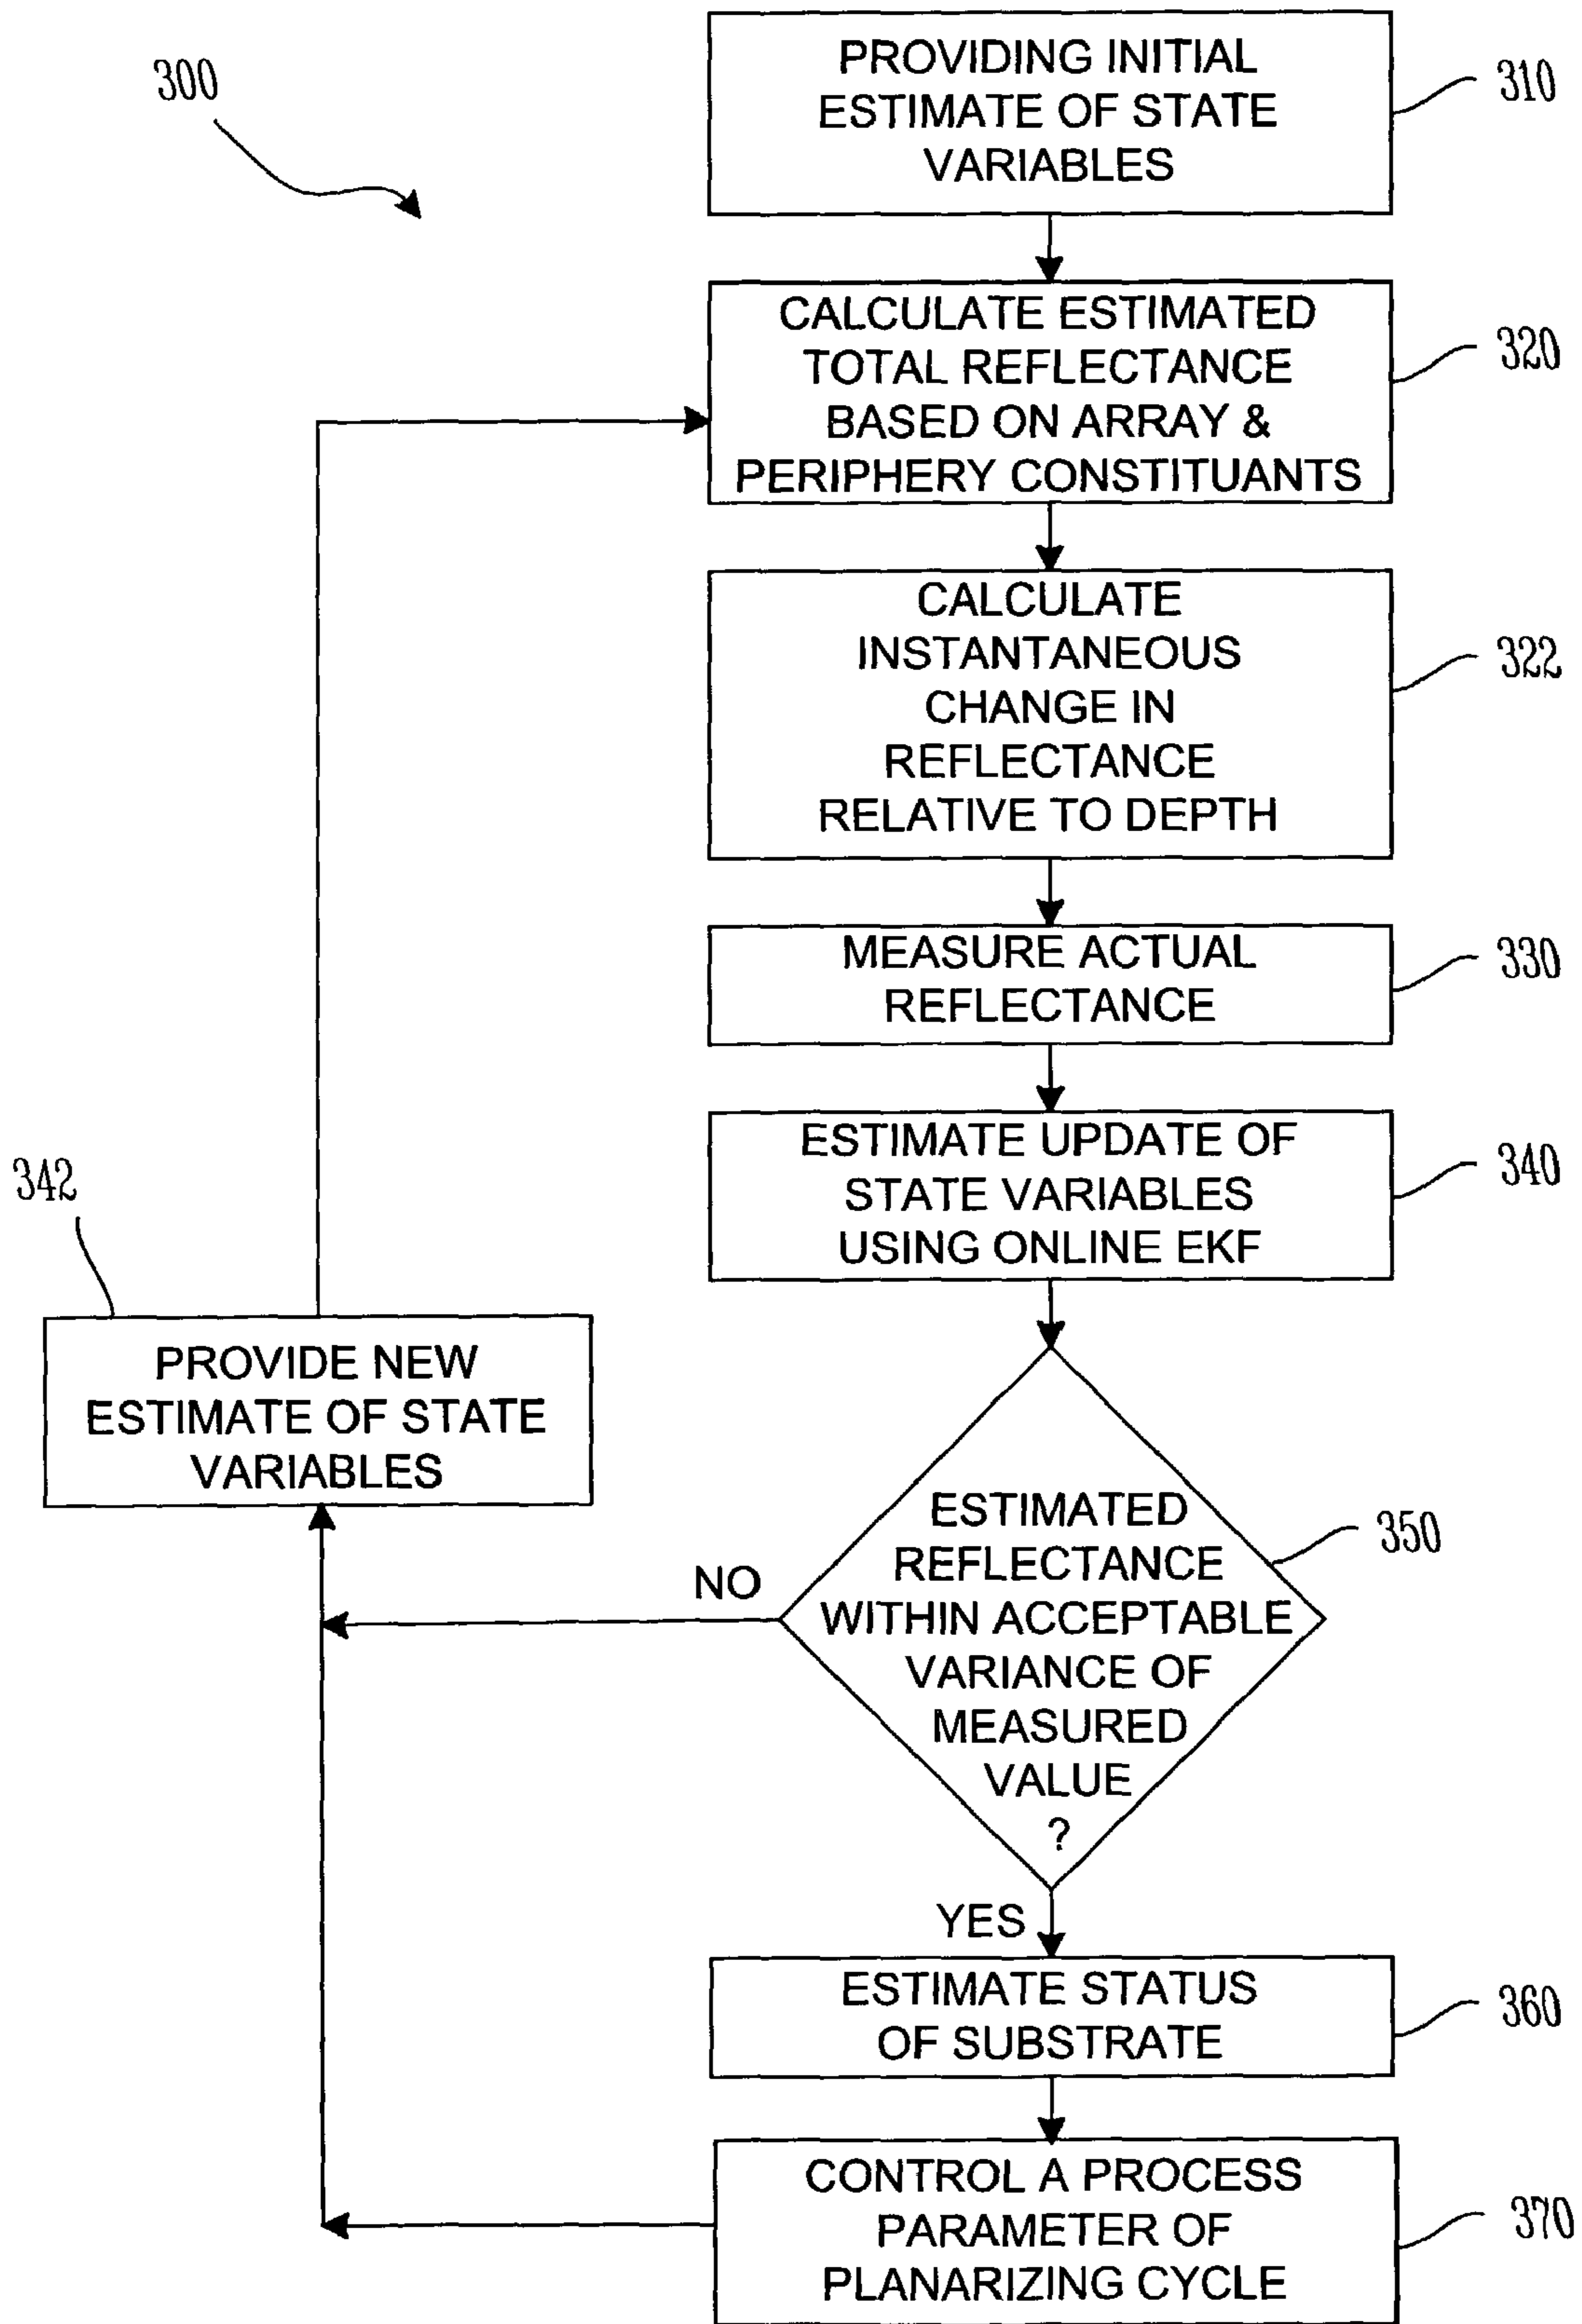 300
PROVIDING INITIAL
ESTIMATE OF STATE
VARIABLES
310
CALCULATE ESTIMATED
TOTAL REFLECTANCE
BASED ON ARRAY &
PERIPHERY CONSTITUANTS
320
CALCULATE
INSTANTANEOUS
CHANGE IN
REFLECTANCE
RELATIVE TO DEPTH
322
MEASURE ACTUAL
REFLECTANCE
330
ESTIMATE UPDATE OF
STATE VARIABLES
USING ONLINE EKF
340
342
PROVIDE NEW
ESTIMATE OF STATE
VARIABLES
ESTIMATED
REFLECTANCE
WITHIN ACCEPTABLE
VARIANCE OF
MEASURED
VALUE
?
350
NO
YES
ESTIMATE STATUS
OF SUBSTRATE
360
CONTROL A PROCESS
PARAMETER OF
PLANARIZING CYCLE
370